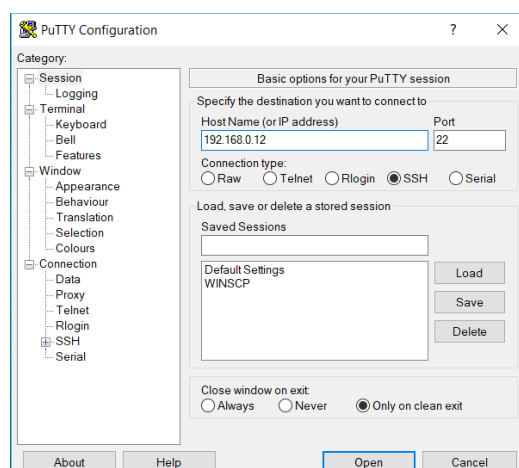 PuTTY Configuration ? ×
Category:
Session
Logging
Terminal
Keyboard
Bell
Features
Window
Appearance
Behaviour
Translation
Selection
Colours
Connection
Data
Proxy
Telnet
Rlogin
SSH
Serial
Basic options for your PuTTY session
Specify the destination you want to connect to
Host Name (or IP address) Port
192.168.0.12 22
Connection type:
Raw Telnet Rlogin SSH Serial
Load, save or delete a stored session
Saved Sessions
Default Settings
WINSCP
Load
Save
Delete
Close window on exit:
Always Never Only on clean exit
About Help Open Cancel